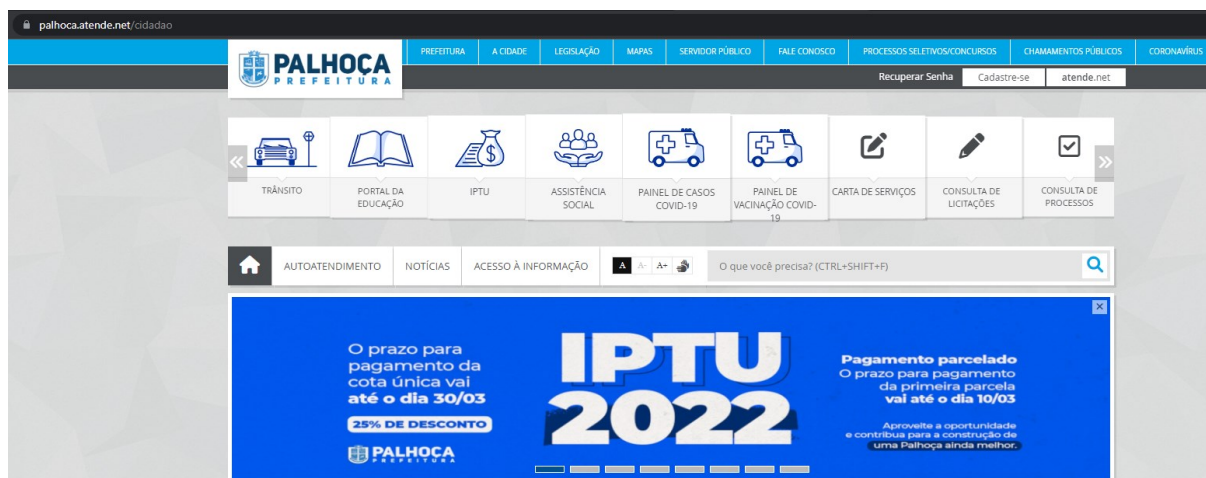 palhoca.atende.net/cidadao
PREFEITURA A CIDADE LEGISLAÇÃO MAPAS SERVIDOR PÚBLICO FALE CONOSCO PROCESSOS SELETIVOS/CONCURSOS CHAMAMENTOS PÚBLICOS CORONAVÍRUS
PALHOÇA
PREFEITURA
Recuperar Senha Cadastre-se atende.net
TRÂNSITO
PORTAL DA
EDUCAÇÃO
IPTU
ASSISTÊNCIA
SOCIAL
PAINEL DE CASOS
COVID-19
PAINEL DE
VACINAÇÃO COVID-
19
CARTA DE SERVIÇOS
CONSULTA DE
LICITAÇÕES
CONSULTA DE
PROCESSOS
AUTOATENDIMENTO NOTÍCIAS ACESSO À INFORMAÇÃO A A- A+ O que você precisa? (CTRL+SHIFT+F)
O prazo para
pagamento da
cota única vai
até o dia 30/03
25% DE DESCONTO
PALHOÇA
PREFEITURA
IPTU
2022
Pagamento parcelado
O prazo para pagamento
da primeira parcela
vai até o dia 10/03
Aproveite a oportunidade
e contribua para a construção de
uma Palhoça ainda melhor.